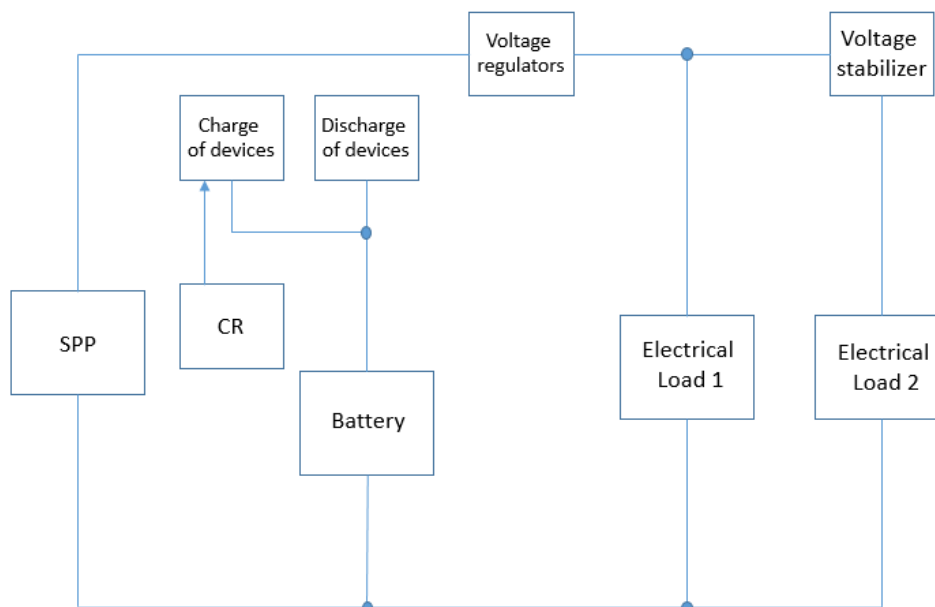 Voltage
regulators
Voltage
stabilizer
Charge
of devices
Discharge
of devices
SPP
CR
Electrical
Load 1
Electrical
Load 2
Battery